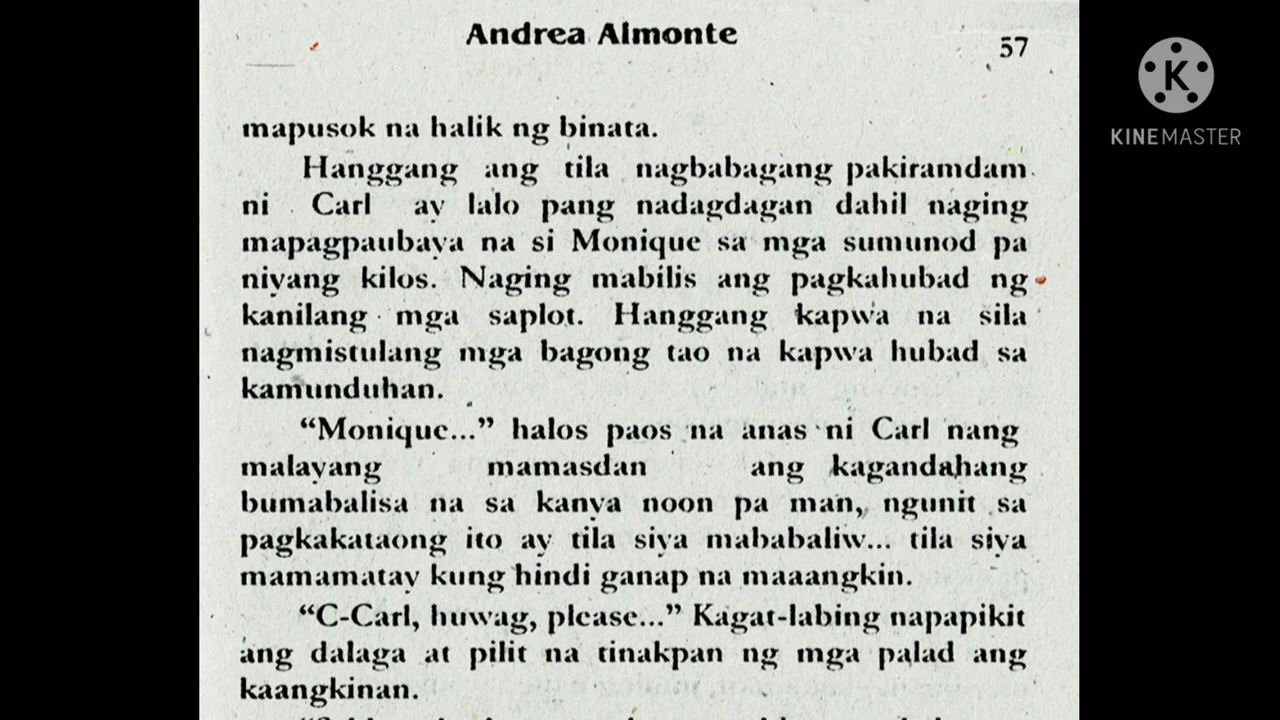 Andrea Almonte
57
KINEMASTER
mapusok na halik ng binata.
Hanggang ang tila nagbabagang pakiramdam
ni Carl ay lalo pang nadagdagan dahil naging
mapagpaubaya na si Monique sa mga sumunod pa
niyang kilos. Naging mabilis ang pagkahubad ng
kanilang mga saplot. Hanggang kapwa na sila
nagmistulang mga bagong tao na kapwa hubad sa
kamunduhan.
“Monique...” halos paos na anas ni Carl nang
malayang mamasdan ang kagandahang
bumabalisa na sa kanya noon pa man, ngunit sa
pagkakataong ito ay tila siya mababaliw... tila siya
mamamatay kung hindi ganap na maaangkin.
“C-Carl, huwag, please...” Kagat-labing napapikit
ang dalaga at pilit na tinakpan ng mga palad ang
kaangkinan.